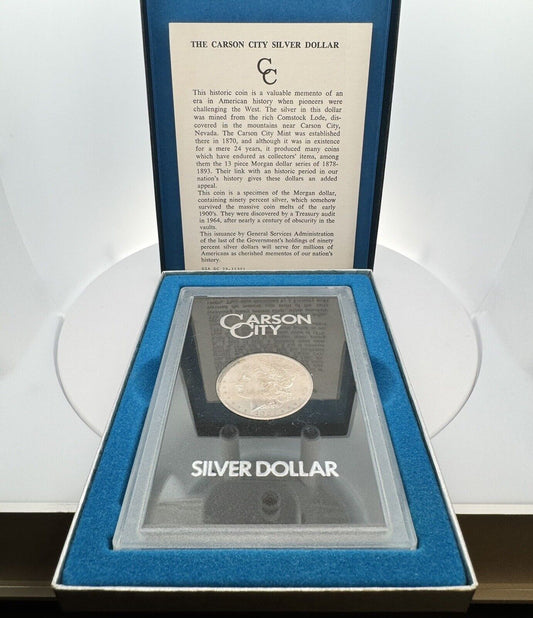 THE CARSON CITY SILVER DOLLAR
CC
This historic coin is a valuable memento of an
era in American history when pioneers were
challenging the West. The silver in this dollar
was mined from the rich Comstock Lode, dis-
covered in the mountains near Carson City,
Nevada. The Carson City Mint was established
there in 1870, and although it was in existence
for a mere 24 years, it produced many coins
which have endured as collectors' items, among
them the 13 piece Morgan dollar series of 1878-
1893. Their link with an historic period in our
nation's history gives these dollars an added
appeal.
This coin is a specimen of the Morgan dollar,
containing ninety percent silver, which somehow
survived the massive coin melts of the early
1900's. They were discovered by a Treasury audit
in 1964, after nearly a century of obscurity in the
vaults.
This issuance by General Services Administration
of the last of the Government's holdings of ninety
percent silver dollars will serve for millions of
Americans as cherished mementos of our nation's
history.
CARSON
CITY
SILVER DOLLAR